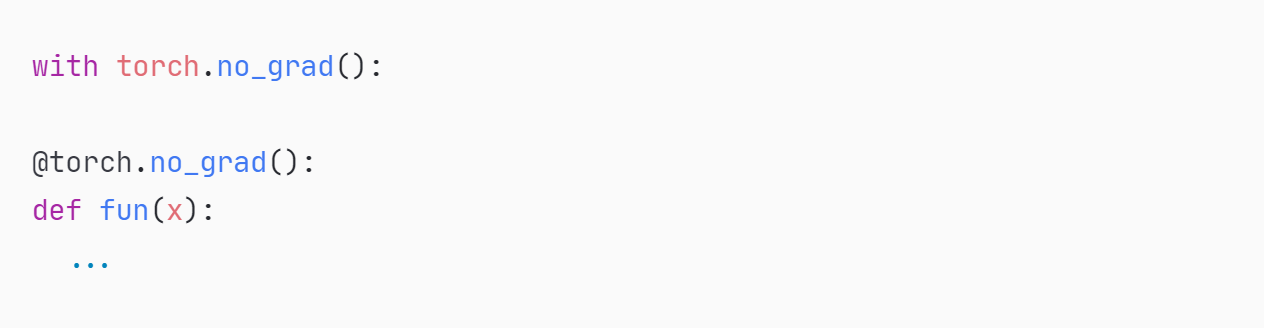 with torch.no_grad():
@torch.no_grad():
def fun(x):
...